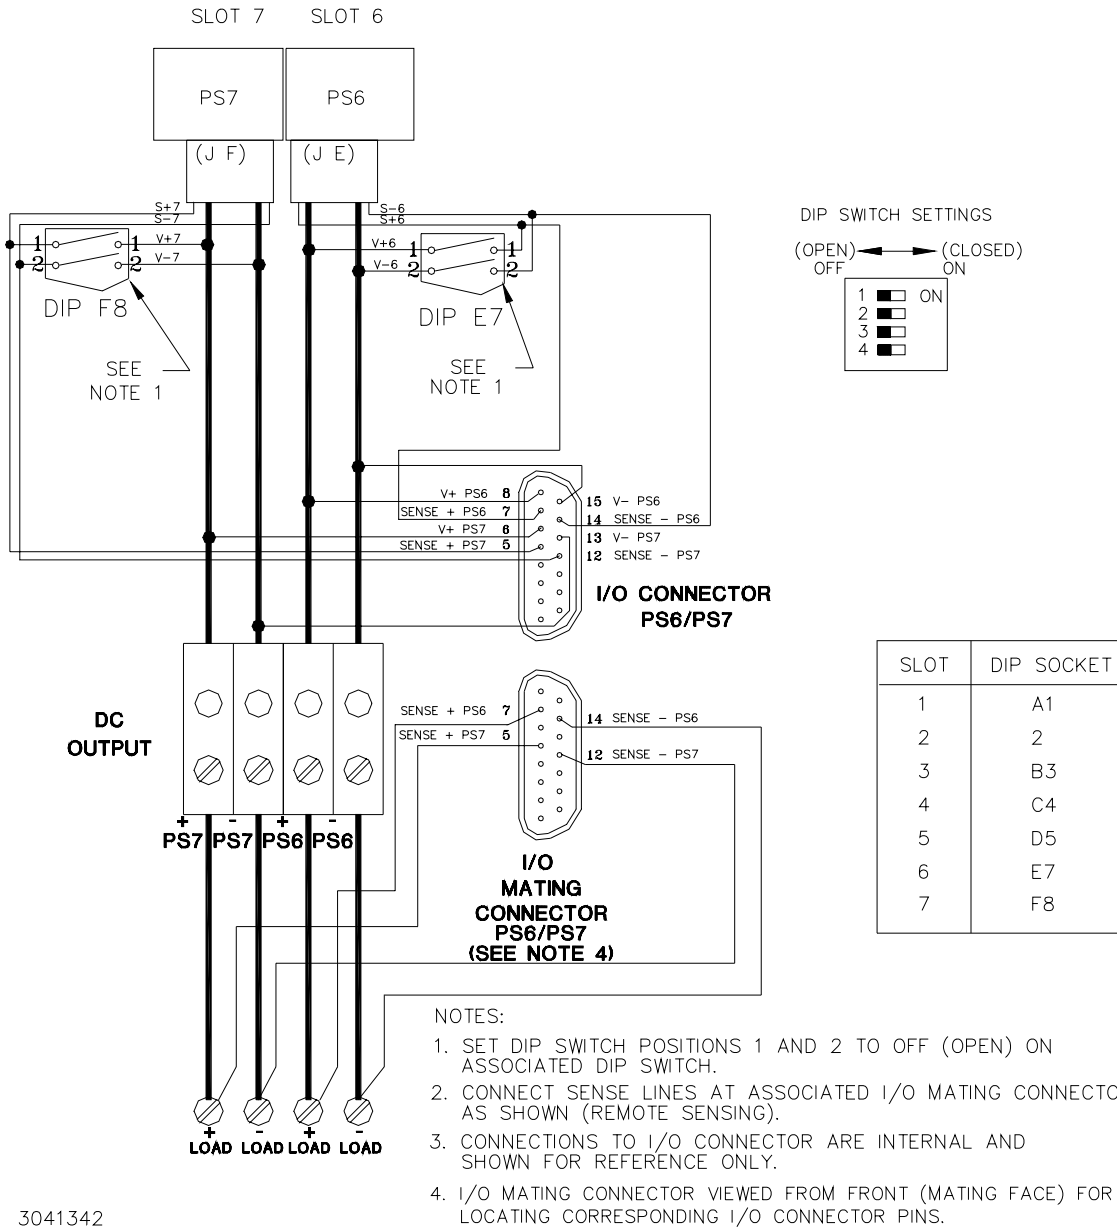 SLOT 7 SLOT 6
PS7 PS6
(J F) (J E)
S+7 S-6
S-7 S+6
1 1 V+7 V+6 1 1
2 2 V-7 V-6 2 2
DIP F8 DIP E7
SEE
NOTE 1
SEE
NOTE 1
DIP SWITCH SETTINGS
(OPEN) (CLOSED)
OFF ON
1 ON
2
3
4
V+ PS6 8 15 V- PS6
SENSE + PS6 7 14 SENSE - PS6
V+ PS7 6 13 V- PS7
SENSE + PS7 5 12 SENSE - PS7
I/O CONNECTOR
PS6/PS7
SLOT DIP SOCKET
1 A1
2 2
3 B3
4 C4
5 D5
6 E7
7 F8
DC
OUTPUT
SENSE + PS6 7 14 SENSE - PS6
SENSE + PS7 5 12 SENSE - PS7
+ - + -
PS7 PS7 PS6 PS6
I/O
MATING
CONNECTOR
PS6/PS7
(SEE NOTE 4)
+ - + -
LOAD LOAD LOAD LOAD
NOTES:
1. SET DIP SWITCH POSITIONS 1 AND 2 TO OFF (OPEN) ON
ASSOCIATED DIP SWITCH.
2. CONNECT SENSE LINES AT ASSOCIATED I/O MATING CONNECTO
AS SHOWN (REMOTE SENSING).
3. CONNECTIONS TO I/O CONNECTOR ARE INTERNAL AND
SHOWN FOR REFERENCE ONLY.
4. I/O MATING CONNECTOR VIEWED FROM FRONT (MATING FACE) FOR
LOCATING CORRESPONDING I/O CONNECTOR PINS.
3041342